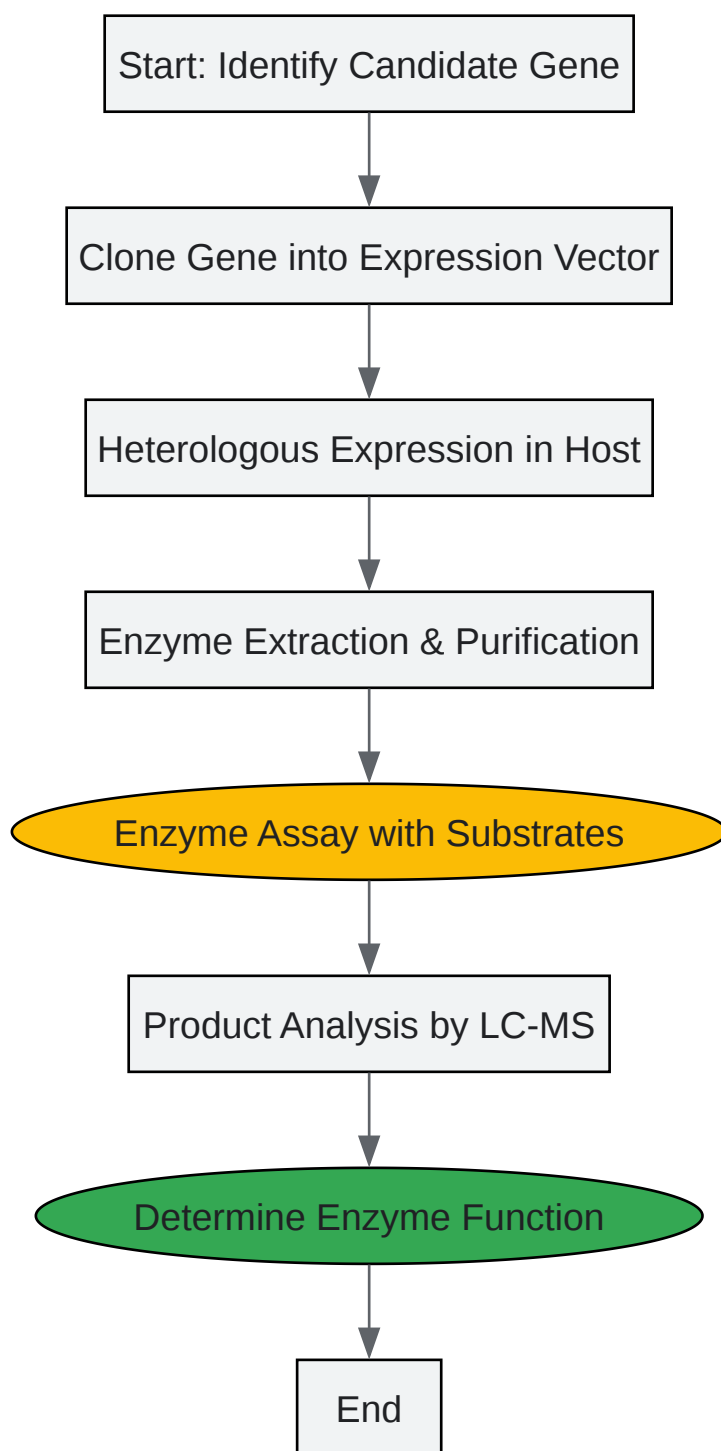 Start: Identify Candidate Gene
Clone Gene into Expression Vector
Heterologous Expression in Host
Enzyme Extraction & Purification
Enzyme Assay with Substrates
Product Analysis by LC-MS
Determine Enzyme Function
End